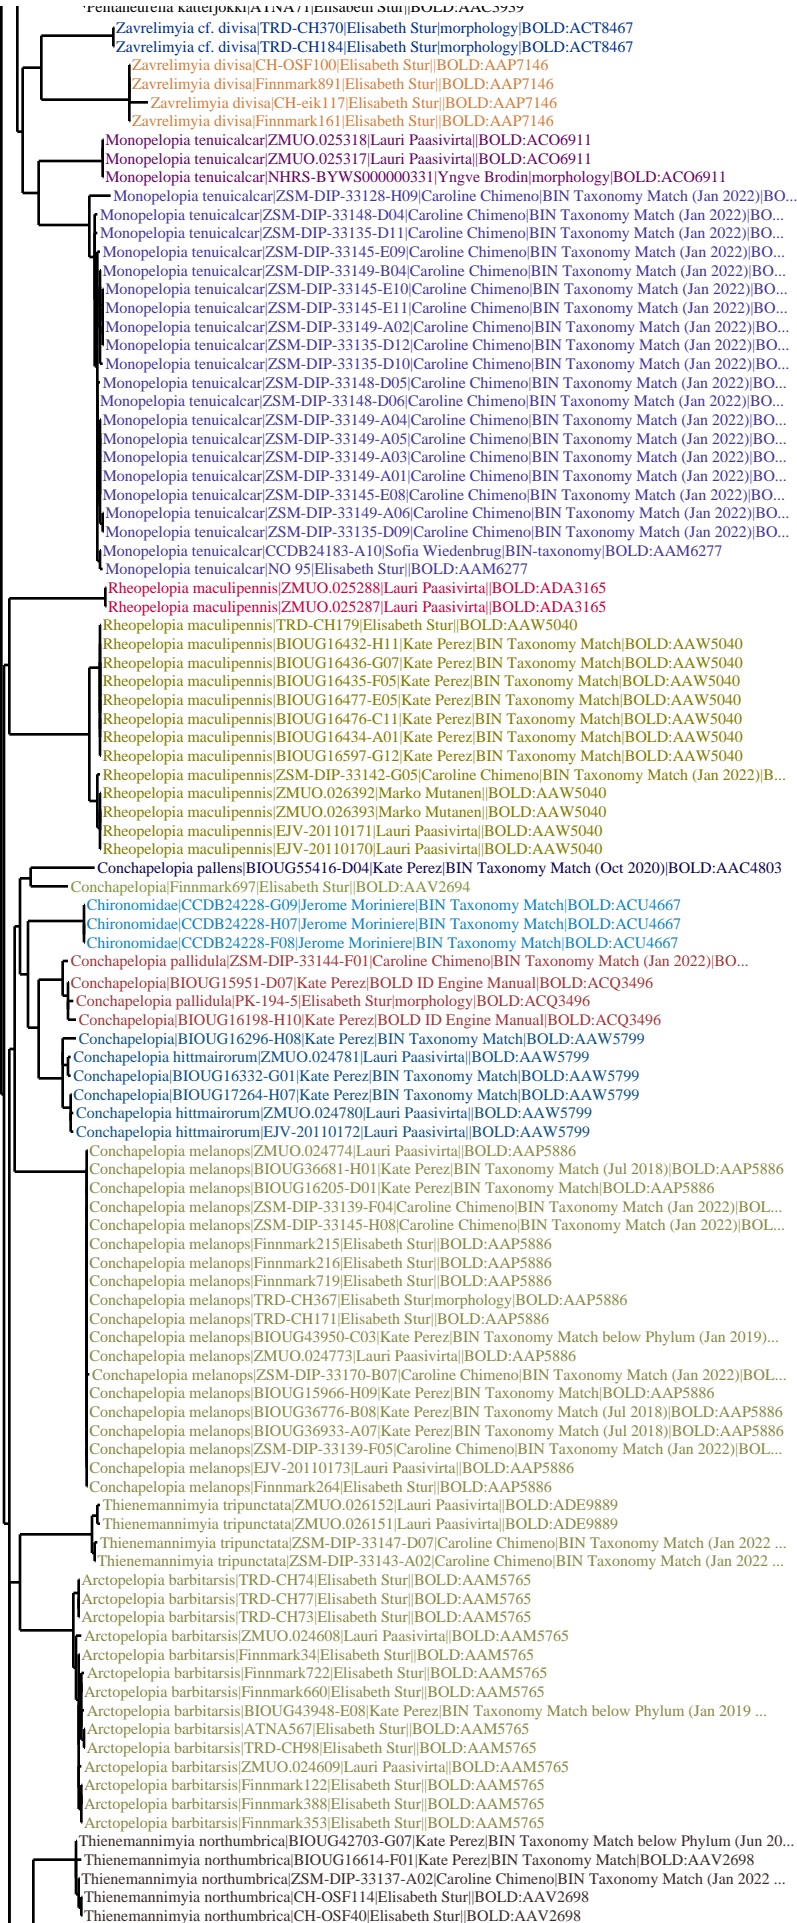 Pentaneurella katterjokki|ATNA71|Elisabeth Stur||BOLD:AAC5939
Zavrelimyia cf. divisa|TRD-CH370|Elisabeth Stur|morphology|BOLD:ACT8467
Zavrelimyia cf. divisa|TRD-CH184|Elisabeth Stur|morphology|BOLD:ACT8467
Zavrelimyia divisa|CH-OSF100|Elisabeth Stur||BOLD:AAP7146
Zavrelimyia divisa|Finnmark891|Elisabeth Stur||BOLD:AAP7146
Zavrelimyia divisa|CH-eik117|Elisabeth Stur||BOLD:AAP7146
Zavrelimyia divisa|Finnmark161|Elisabeth Stur||BOLD:AAP7146
Monopelopia tenuicalcar|ZMUO.025318|Lauri Paasivirta||BOLD:ACO6911
Monopelopia tenuicalcar|ZMUO.025317|Lauri Paasivirta||BOLD:ACO6911
Monopelopia tenuicalcar|NHRS-BYWS000000331|Yngve Brodin|morphology|BOLD:ACO6911
Monopelopia tenuicalcar|ZSM-DIP-33128-H09|Caroline Chimeno|BIN Taxonomy Match (Jan 2022)|BO...
Monopelopia tenuicalcar|ZSM-DIP-33148-D04|Caroline Chimeno|BIN Taxonomy Match (Jan 2022)|BO...
Monopelopia tenuicalcar|ZSM-DIP-33135-D11|Caroline Chimeno|BIN Taxonomy Match (Jan 2022)|BO...
Monopelopia tenuicalcar|ZSM-DIP-33145-E09|Caroline Chimeno|BIN Taxonomy Match (Jan 2022)|BO...
Monopelopia tenuicalcar|ZSM-DIP-33149-B04|Caroline Chimeno|BIN Taxonomy Match (Jan 2022)|BO...
Monopelopia tenuicalcar|ZSM-DIP-33145-E10|Caroline Chimeno|BIN Taxonomy Match (Jan 2022)|BO...
Monopelopia tenuicalcar|ZSM-DIP-33145-E11|Caroline Chimeno|BIN Taxonomy Match (Jan 2022)|BO...
Monopelopia tenuicalcar|ZSM-DIP-33149-A02|Caroline Chimeno|BIN Taxonomy Match (Jan 2022)|BO...
Monopelopia tenuicalcar|ZSM-DIP-33135-D12|Caroline Chimeno|BIN Taxonomy Match (Jan 2022)|BO...
Monopelopia tenuicalcar|ZSM-DIP-33135-D10|Caroline Chimeno|BIN Taxonomy Match (Jan 2022)|BO...
Monopelopia tenuicalcar|ZSM-DIP-33148-D05|Caroline Chimeno|BIN Taxonomy Match (Jan 2022)|BO...
Monopelopia tenuicalcar|ZSM-DIP-33148-D06|Caroline Chimeno|BIN Taxonomy Match (Jan 2022)|BO...
Monopelopia tenuicalcar|ZSM-DIP-33149-A04|Caroline Chimeno|BIN Taxonomy Match (Jan 2022)|BO...
Monopelopia tenuicalcar|ZSM-DIP-33149-A05|Caroline Chimeno|BIN Taxonomy Match (Jan 2022)|BO...
Monopelopia tenuicalcar|ZSM-DIP-33149-A03|Caroline Chimeno|BIN Taxonomy Match (Jan 2022)|BO...
Monopelopia tenuicalcar|ZSM-DIP-33149-A01|Caroline Chimeno|BIN Taxonomy Match (Jan 2022)|BO...
Monopelopia tenuicalcar|ZSM-DIP-33145-E08|Caroline Chimeno|BIN Taxonomy Match (Jan 2022)|BO...
Monopelopia tenuicalcar|ZSM-DIP-33149-A06|Caroline Chimeno|BIN Taxonomy Match (Jan 2022)|BO...
Monopelopia tenuicalcar|ZSM-DIP-33135-D09|Caroline Chimeno|BIN Taxonomy Match (Jan 2022)|BO...
Monopelopia tenuicalcar|CCDB24183-A10|Sofia Wiedenbrug|BIN-taxonomy|BOLD:AAM6277
Monopelopia tenuicalcar|NO 95|Elisabeth Stur||BOLD:AAM6277
Rheopelopia maculipennis|ZMUO.025288|Lauri Paasivirta||BOLD:ADA3165
Rheopelopia maculipennis|ZMUO.025287|Lauri Paasivirta||BOLD:ADA3165
Rheopelopia maculipennis|TRD-CH179|Elisabeth Stur||BOLD:AAW5040
Rheopelopia maculipennis|BIOUG16432-H11|Kate Perez|BIN Taxonomy Match|BOLD:AAW5040
Rheopelopia maculipennis|BIOUG16436-G07|Kate Perez|BIN Taxonomy Match|BOLD:AAW5040
Rheopelopia maculipennis|BIOUG16435-F05|Kate Perez|BIN Taxonomy Match|BOLD:AAW5040
Rheopelopia maculipennis|BIOUG16477-E05|Kate Perez|BIN Taxonomy Match|BOLD:AAW5040
Rheopelopia maculipennis|BIOUG16476-C11|Kate Perez|BIN Taxonomy Match|BOLD:AAW5040
Rheopelopia maculipennis|BIOUG16434-A01|Kate Perez|BIN Taxonomy Match|BOLD:AAW5040
Rheopelopia maculipennis|BIOUG16597-G12|Kate Perez|BIN Taxonomy Match|BOLD:AAW5040
Rheopelopia maculipennis|ZSM-DIP-33142-G05|Caroline Chimeno|BIN Taxonomy Match (Jan 2022)|B...
Rheopelopia maculipennis|ZMUO.026392|Marko Mutanen||BOLD:AAW5040
Rheopelopia maculipennis|ZMUO.026393|Marko Mutanen||BOLD:AAW5040
Rheopelopia maculipennis|EJV-20110171|Lauri Paasivirta||BOLD:AAW5040
Rheopelopia maculipennis|EJV-20110170|Lauri Paasivirta||BOLD:AAW5040
Conchapelopia pallens|BIOUG55416-D04|Kate Perez|BIN Taxonomy Match (Oct 2020)|BOLD:AAC4803
Conchapelopia|Finnmark697|Elisabeth Stur||BOLD:AAV2694
Chironomidae|CCDB24228-G09|Jerome Moriniere|BIN Taxonomy Match|BOLD:ACU4667
Chironomidae|CCDB24228-H07|Jerome Moriniere|BIN Taxonomy Match|BOLD:ACU4667
Chironomidae|CCDB24228-F08|Jerome Moriniere|BIN Taxonomy Match|BOLD:ACU4667
Conchapelopia pallidula|ZSM-DIP-33144-F01|Caroline Chimeno|BIN Taxonomy Match (Jan 2022)|BO...
Conchapelopia|BIOUG15951-D07|Kate Perez|BOLD ID Engine Manual|BOLD:ACQ3496
Conchapelopia pallidula|PK-194-5|Elisabeth Stur|morphology|BOLD:ACQ3496
Conchapelopia|BIOUG16198-H10|Kate Perez|BOLD ID Engine Manual|BOLD:ACQ3496
Conchapelopia|BIOUG16296-H08|Kate Perez|BIN Taxonomy Match|BOLD:AAW5799
Conchapelopia hittmairorum|ZMUO.024781|Lauri Paasivirta||BOLD:AAW5799
Conchapelopia|BIOUG16332-G01|Kate Perez|BIN Taxonomy Match|BOLD:AAW5799
Conchapelopia|BIOUG17264-H07|Kate Perez|BIN Taxonomy Match|BOLD:AAW5799
Conchapelopia hittmairorum|ZMUO.024780|Lauri Paasivirta||BOLD:AAW5799
Conchapelopia hittmairorum|EJV-20110172|Lauri Paasivirta||BOLD:AAW5799
Conchapelopia melanops|ZMUO.024774|Lauri Paasivirta||BOLD:AAP5886
Conchapelopia melanops|BIOUG36681-H01|Kate Perez|BIN Taxonomy Match (Jul 2018)|BOLD:AAP5886
Conchapelopia melanops|BIOUG16205-D01|Kate Perez|BIN Taxonomy Match|BOLD:AAP5886
Conchapelopia melanops|ZSM-DIP-33139-F04|Caroline Chimeno|BIN Taxonomy Match (Jan 2022)|BOL...
Conchapelopia melanops|ZSM-DIP-33145-H08|Caroline Chimeno|BIN Taxonomy Match (Jan 2022)|BOL...
Conchapelopia melanops|Finnmark215|Elisabeth Stur||BOLD:AAP5886
Conchapelopia melanops|Finnmark216|Elisabeth Stur||BOLD:AAP5886
Conchapelopia melanops|Finnmark719|Elisabeth Stur||BOLD:AAP5886
Conchapelopia melanops|TRD-CH367|Elisabeth Stur|morphology|BOLD:AAP5886
Conchapelopia melanops|TRD-CH171|Elisabeth Stur||BOLD:AAP5886
Conchapelopia melanops|BIOUG43950-C03|Kate Perez|BIN Taxonomy Match below Phylum (Jan 2019)...
Conchapelopia melanops|ZMUO.024773|Lauri Paasivirta||BOLD:AAP5886
Conchapelopia melanops|ZSM-DIP-33170-B07|Caroline Chimeno|BIN Taxonomy Match (Jan 2022)|BOL...
Conchapelopia melanops|BIOUG15966-H09|Kate Perez|BIN Taxonomy Match|BOLD:AAP5886
Conchapelopia melanops|BIOUG36776-B08|Kate Perez|BIN Taxonomy Match (Jul 2018)|BOLD:AAP5886
Conchapelopia melanops|BIOUG36933-A07|Kate Perez|BIN Taxonomy Match (Jul 2018)|BOLD:AAP5886
Conchapelopia melanops|ZSM-DIP-33139-F05|Caroline Chimeno|BIN Taxonomy Match (Jan 2022)|BOL...
Conchapelopia melanops|EJV-20110173|Lauri Paasivirta||BOLD:AAP5886
Conchapelopia melanops|Finnmark264|Elisabeth Stur||BOLD:AAP5886
Thienemannimyia tripunctata|ZMUO.026152|Lauri Paasivirta||BOLD:ADE9889
Thienemannimyia tripunctata|ZMUO.026151|Lauri Paasivirta||BOLD:ADE9889
Thienemannimyia tripunctata|ZSM-DIP-33147-D07|Caroline Chimeno|BIN Taxonomy Match (Jan 2022 ...
Thienemannimyia tripunctata|ZSM-DIP-33143-A02|Caroline Chimeno|BIN Taxonomy Match (Jan 2022 ...
Arctopelopia barbitarsis|TRD-CH74|Elisabeth Stur||BOLD:AAM5765
Arctopelopia barbitarsis|TRD-CH77|Elisabeth Stur||BOLD:AAM5765
Arctopelopia barbitarsis|TRD-CH73|Elisabeth Stur||BOLD:AAM5765
Arctopelopia barbitarsis|ZMUO.024608|Lauri Paasivirta||BOLD:AAM5765
Arctopelopia barbitarsis|Finnmark34|Elisabeth Stur||BOLD:AAM5765
Arctopelopia barbitarsis|Finnmark722|Elisabeth Stur||BOLD:AAM5765
Arctopelopia barbitarsis|Finnmark660|Elisabeth Stur||BOLD:AAM5765
Arctopelopia barbitarsis|BIOUG43948-E08|Kate Perez|BIN Taxonomy Match below Phylum (Jan 2019 ...
Arctopelopia barbitarsis|ATNA567|Elisabeth Stur||BOLD:AAM5765
Arctopelopia barbitarsis|TRD-CH98|Elisabeth Stur||BOLD:AAM5765
Arctopelopia barbitarsis|ZMUO.024609|Lauri Paasivirta||BOLD:AAM5765
Arctopelopia barbitarsis|Finnmark122|Elisabeth Stur||BOLD:AAM5765
Arctopelopia barbitarsis|Finnmark388|Elisabeth Stur||BOLD:AAM5765
Arctopelopia barbitarsis|Finnmark353|Elisabeth Stur||BOLD:AAM5765
Thienemannimyia northumbrica|BIOUG42703-G07|Kate Perez|BIN Taxonomy Match below Phylum (Jun 20...
Thienemannimyia northumbrica|BIOUG16614-F01|Kate Perez|BIN Taxonomy Match|BOLD:AAV2698
Thienemannimyia northumbrica|ZSM-DIP-33137-A02|Caroline Chimeno|BIN Taxonomy Match (Jan 2022 ...
Thienemannimyia northumbrica|CH-OSF114|Elisabeth Stur||BOLD:AAV2698
Thienemannimyia northumbrica|CH-OSF40|Elisabeth Stur||BOLD:AAV2698